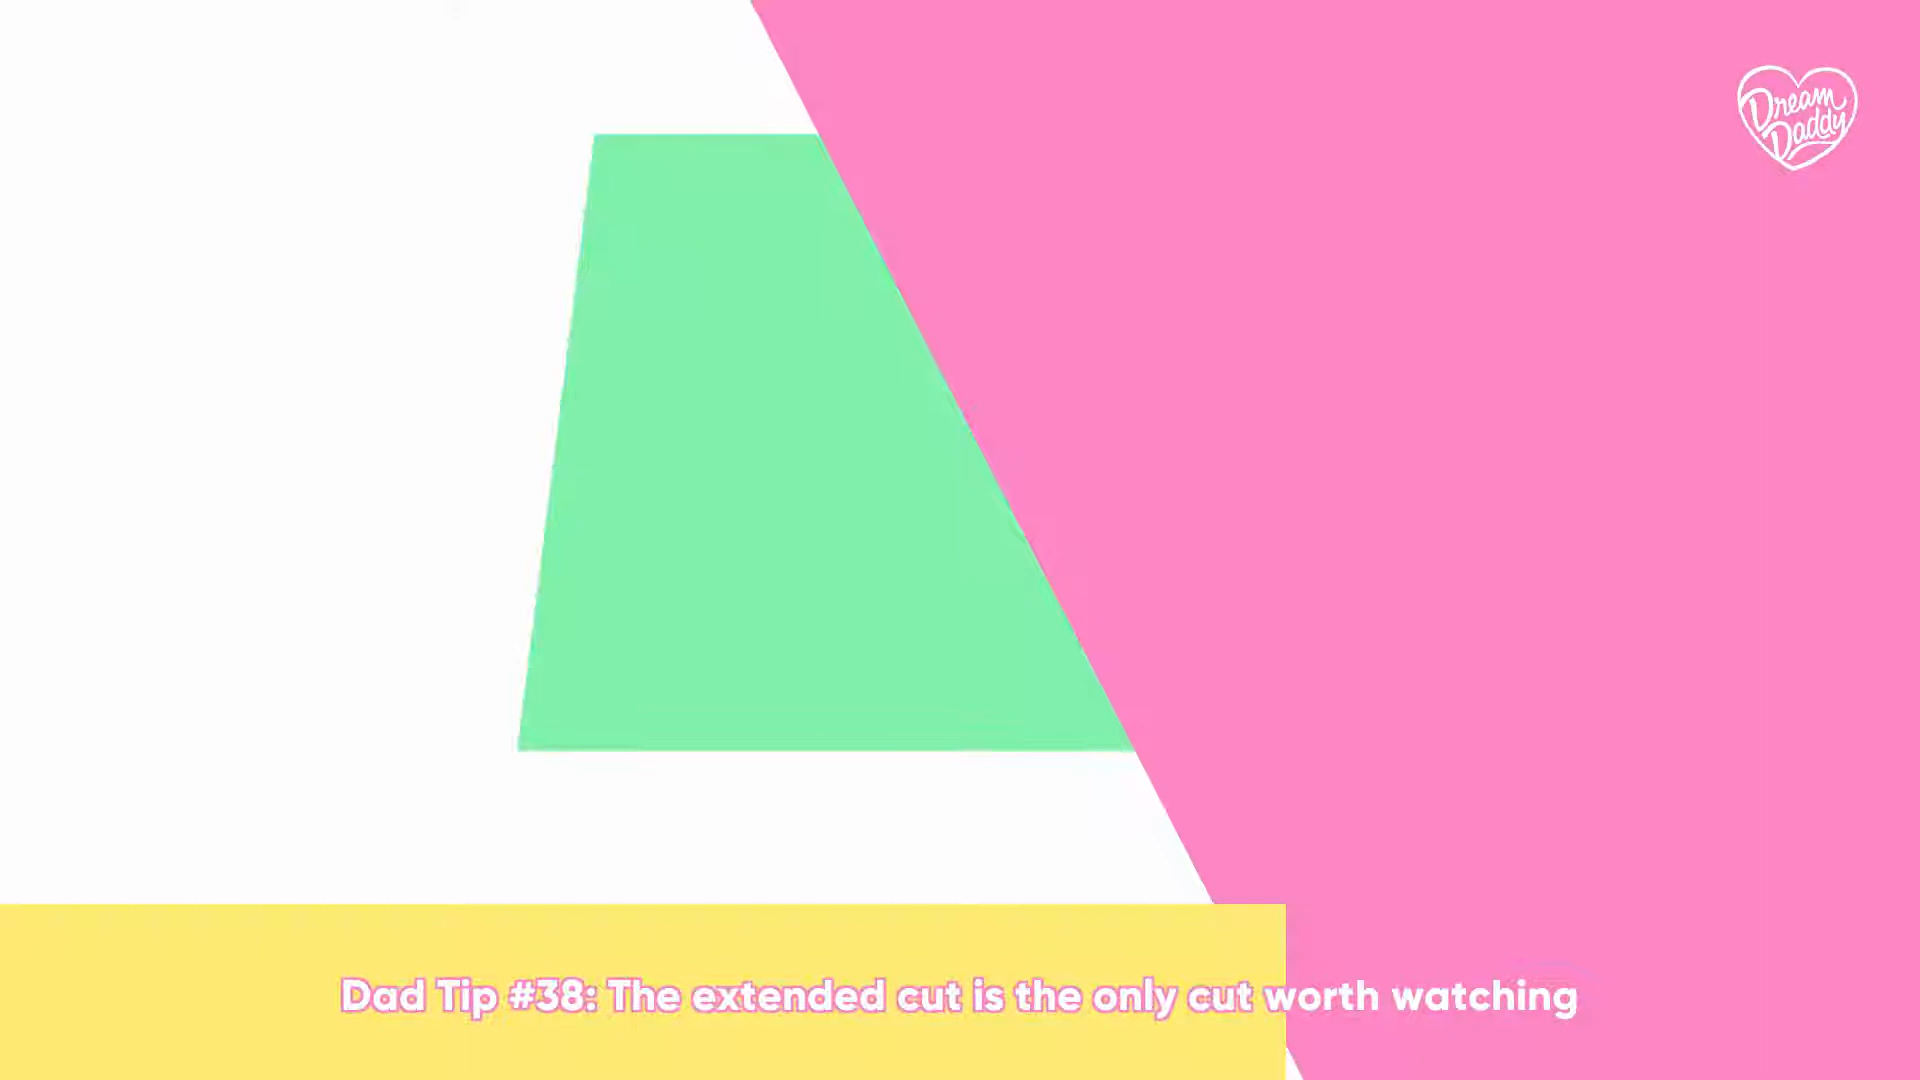 Dream
Daddy
Dad Tip #38: The extended cut is the only cut worth watching